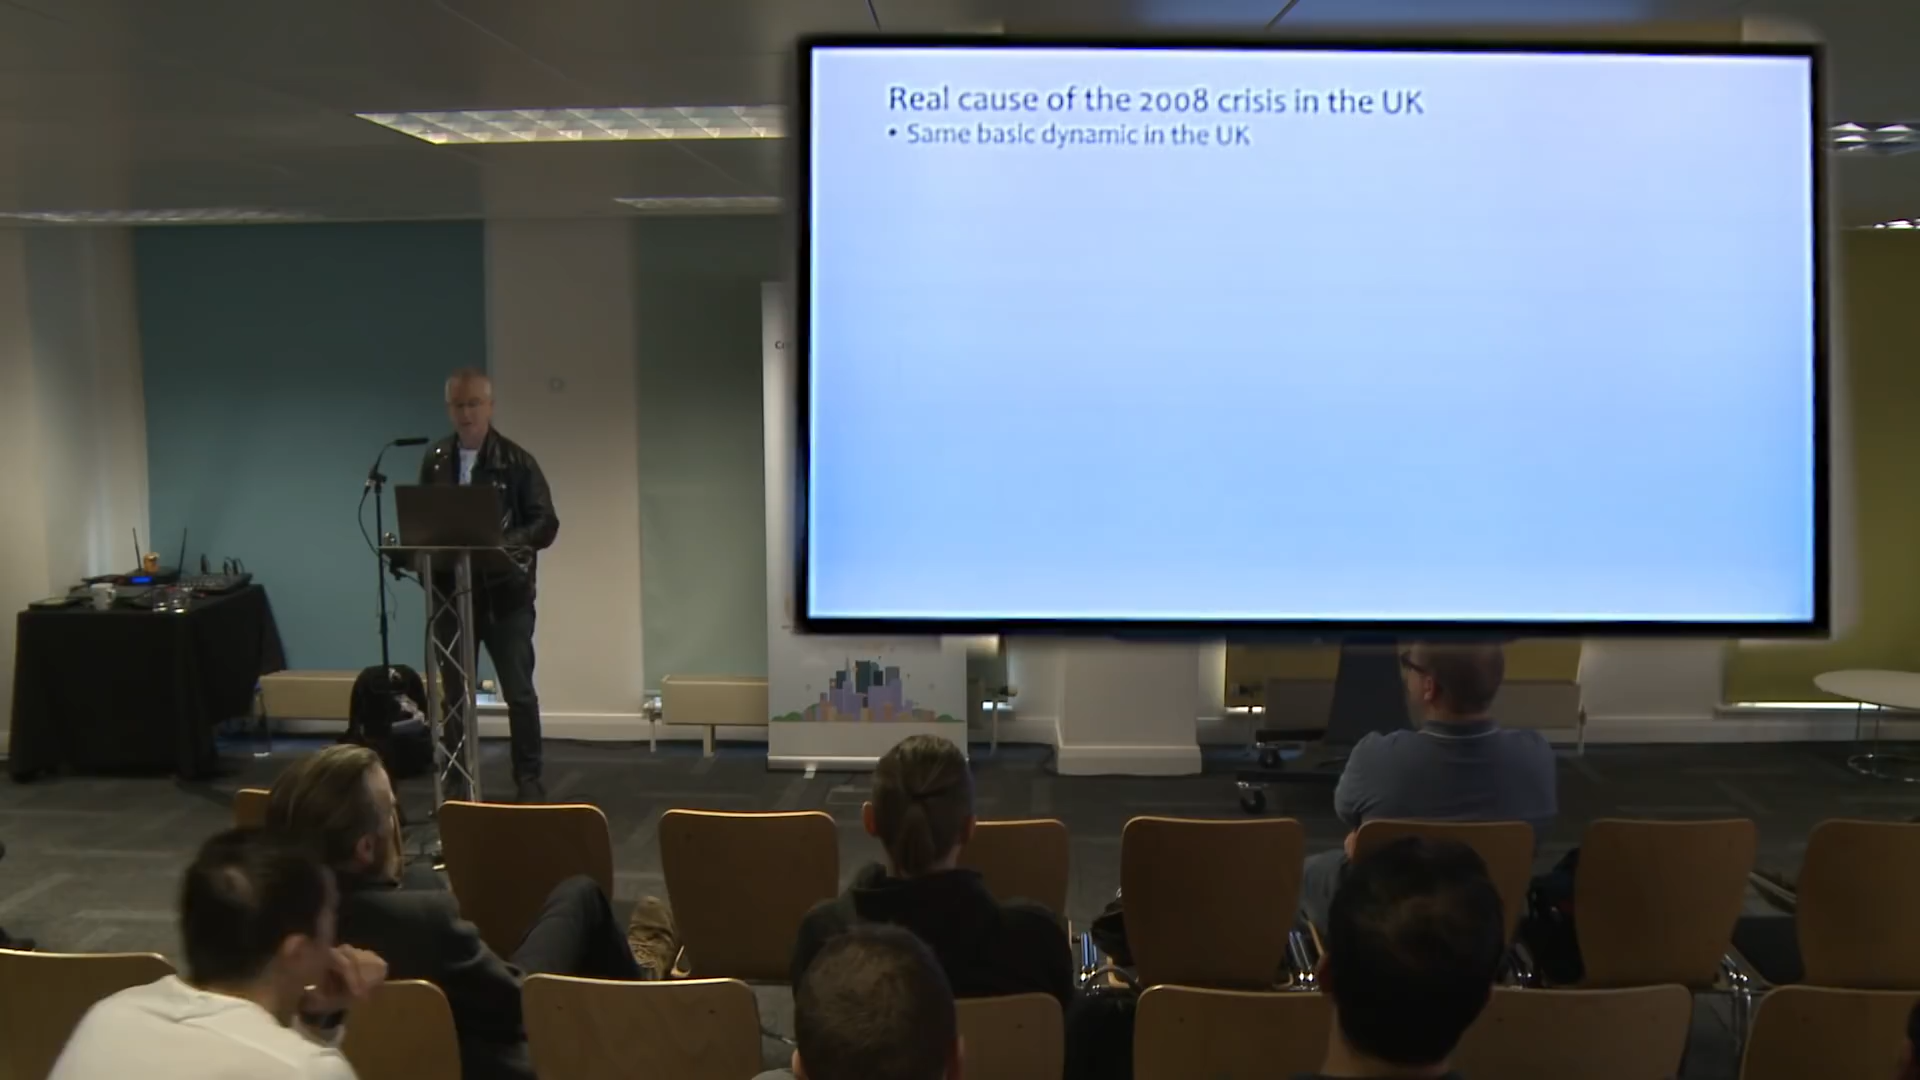 Real cause of the 2008 crisis in the UK
• Same basic dynamic in the UK